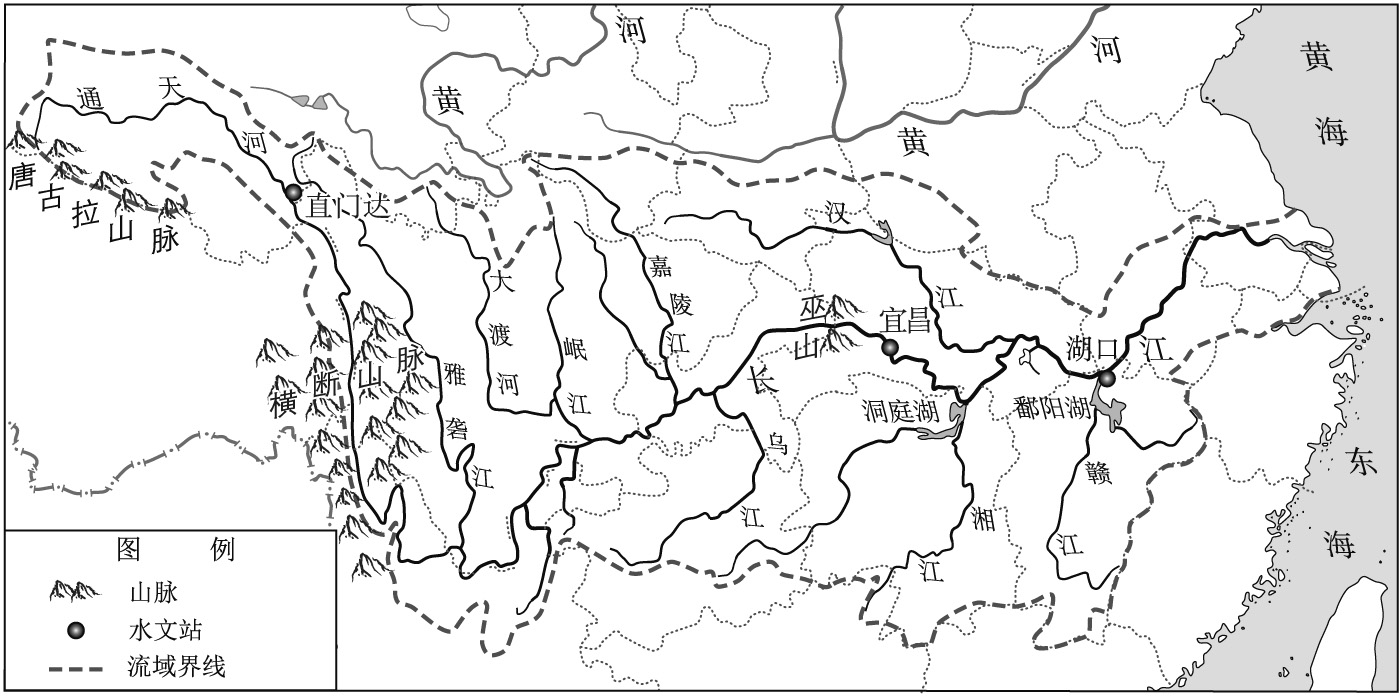 通天河
唐古拉山脉
直门达
黄河
黄河
黄海
横断山脉
雅砻江
大渡河
岷江
嘉陵江
汉江
巫山
宜昌
长江
乌江
洞庭湖
湘江
湖口
鄱阳湖
赣江
东海
图例
山脉
水文站
流域界线